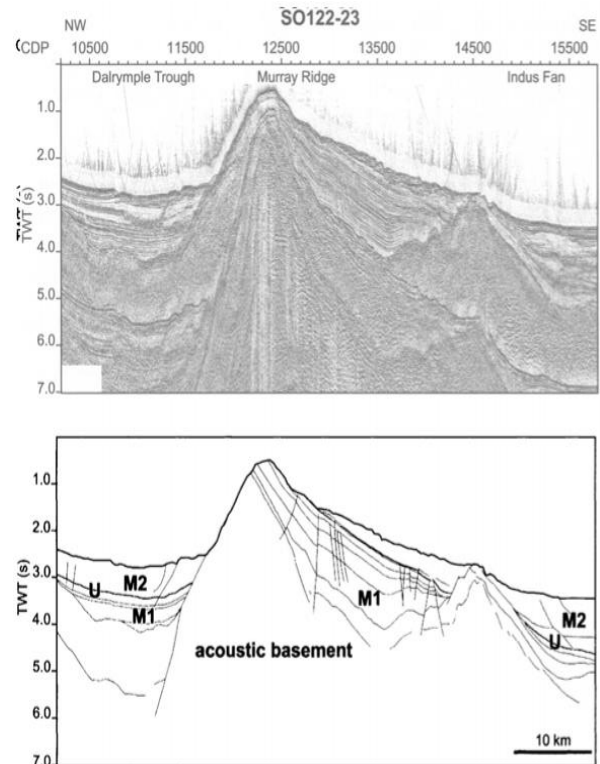 SO122-23
NW SE
CDP 10500 11500 12500 13500 14500 15500
Dalrymple Trough Murray Ridge Indus Fan
1.0
2.0
3.0
TWT (s)
4.0
5.0
6.0
7.0
1.0
2.0
TWT (s)
3.0
4.0
5.0
6.0
7.0
U M2
M1
M1
M2
U
acoustic basement
10 km